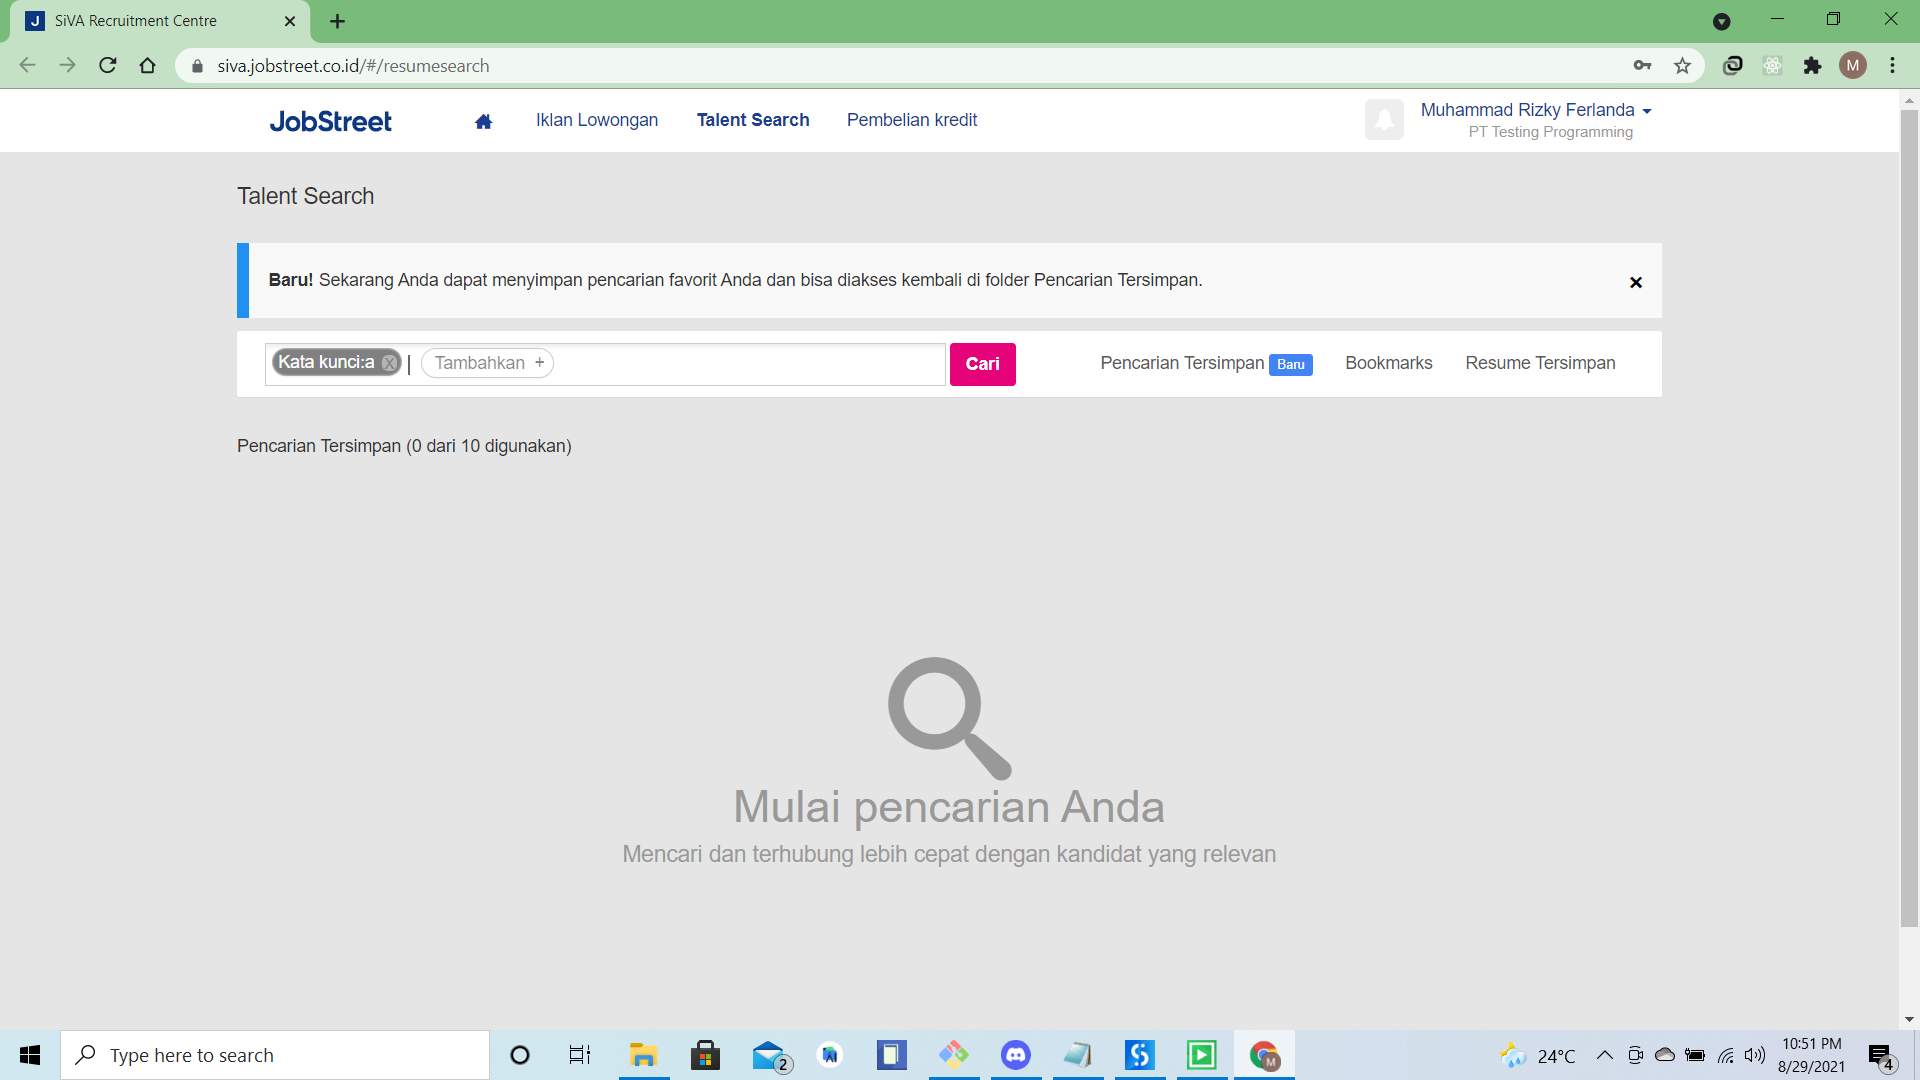 SiVA Recruitment Centre
siva.jobstreet.co.id/#/resumesearch
M
JobStreet
Iklan Lowongan
Talent Search
Pembelian kredit
Muhammad Rizky Ferlanda
PT Testing Programming
Talent Search
Baru! Sekarang Anda dapat menyimpan pencarian favorit Anda dan bisa diakses kembali di folder Pencarian Tersimpan.
Kata kunci:a x
Tambahkan +
Cari
Pencarian Tersimpan Baru
Bookmarks
Resume Tersimpan
Pencarian Tersimpan (0 dari 10 digunakan)
Mulai pencarian Anda
Mencari dan terhubung lebih cepat dengan kandidat yang relevan
Type here to search
2
M
24°C
10:51 PM
8/29/2021
4